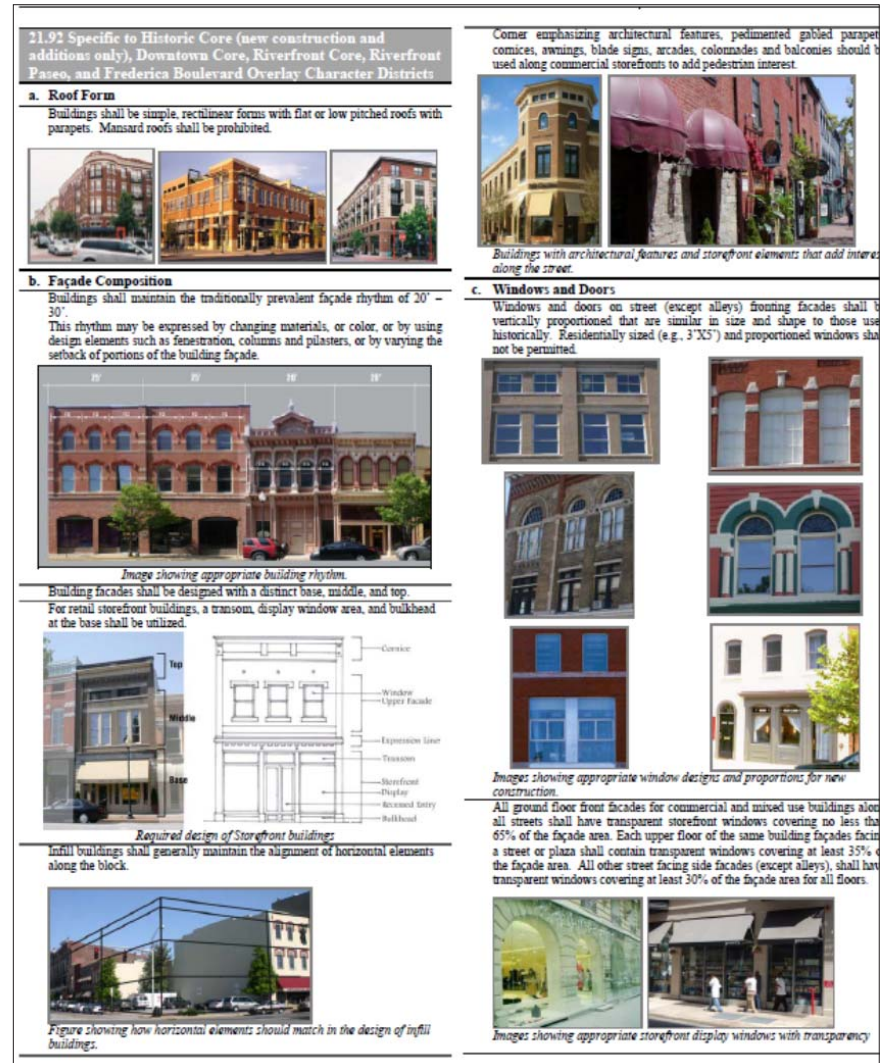 21.92 Specific to Historic Core (new construction and
additions only), Downtown Core, Riverfront Core, Riverfront
Paseo, and Frederica Boulevard Overlay Character Districts
a. Roof Form
Buildings shall be simple, rectilinear forms with flat or low pitched roofs with
parapets. Mansard roofs shall be prohibited.
b. Façade Composition
Buildings shall maintain the traditionally prevalent façade rhythm of 20' –
30'.
This rhythm may be expressed by changing materials, or color, or by using
design elements such as fenestration, columns and pilasters, or by varying the
setback of portions of the building façade.
Image showing appropriate building rhythm.
Building facades shall be designed with a distinct base, middle, and top.
For retail storefront buildings, a transom, display window area, and bulkhead
at the base shall be utilized.
Top
Middle
Base
Cornice
Window
Upper Facade
Expression Line
Transom
Storefront
Display
Recessed Entry
Bulkhead
Required design of Storefront buildings
Infill buildings shall generally maintain the alignment of horizontal elements
along the block.
Figure showing how horizontal elements should match in the design of infill
buildings.
Corner emphasizing architectural features, pedimented gabled parapet
cornices, awnings, blade signs, arcades, colonnades and balconies should b
used along commercial storefronts to add pedestrian interest.
Buildings with architectural features and storefront elements that add interes
along the street.
c. Windows and Doors
Windows and doors on street (except alleys) fronting facades shall b
vertically proportioned that are similar in size and shape to those use
historically. Residentially sized (e.g., 3'X5') and proportioned windows sha
not be permitted.
Images showing appropriate window designs and proportions for new
construction.
All ground floor front facades for commercial and mixed use buildings alon
all streets shall have transparent storefront windows covering no less tha
65% of the façade area. Each upper floor of the same building façades facin
a street or plaza shall contain transparent windows covering at least 35% o
the façade area. All other street facing side facades (except alleys), shall hav
transparent windows covering at least 30% of the façade area for all floors.
Images showing appropriate storefront display windows with transparency